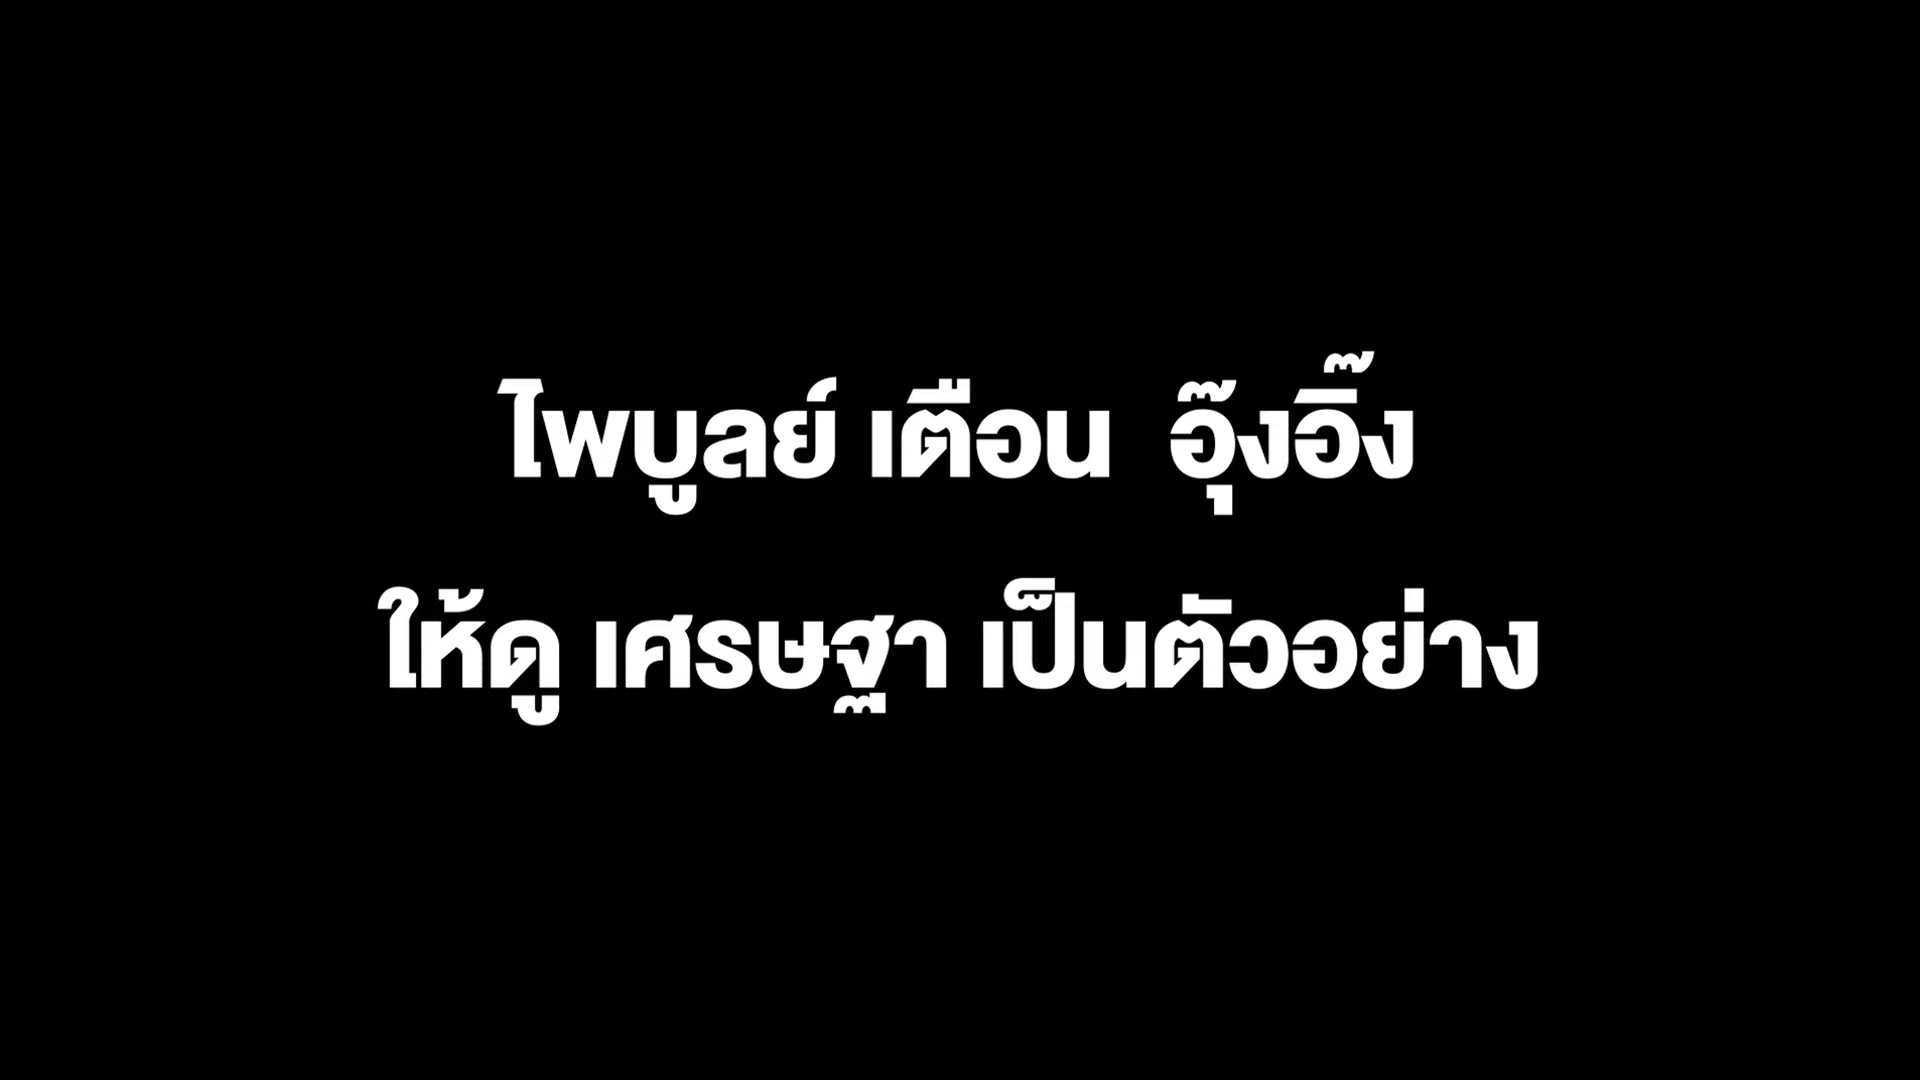 ไพบูลย์ เตือน อุ๊งอิ๊ง
ให้ดู เศรษฐา เป็นตัวอย่าง